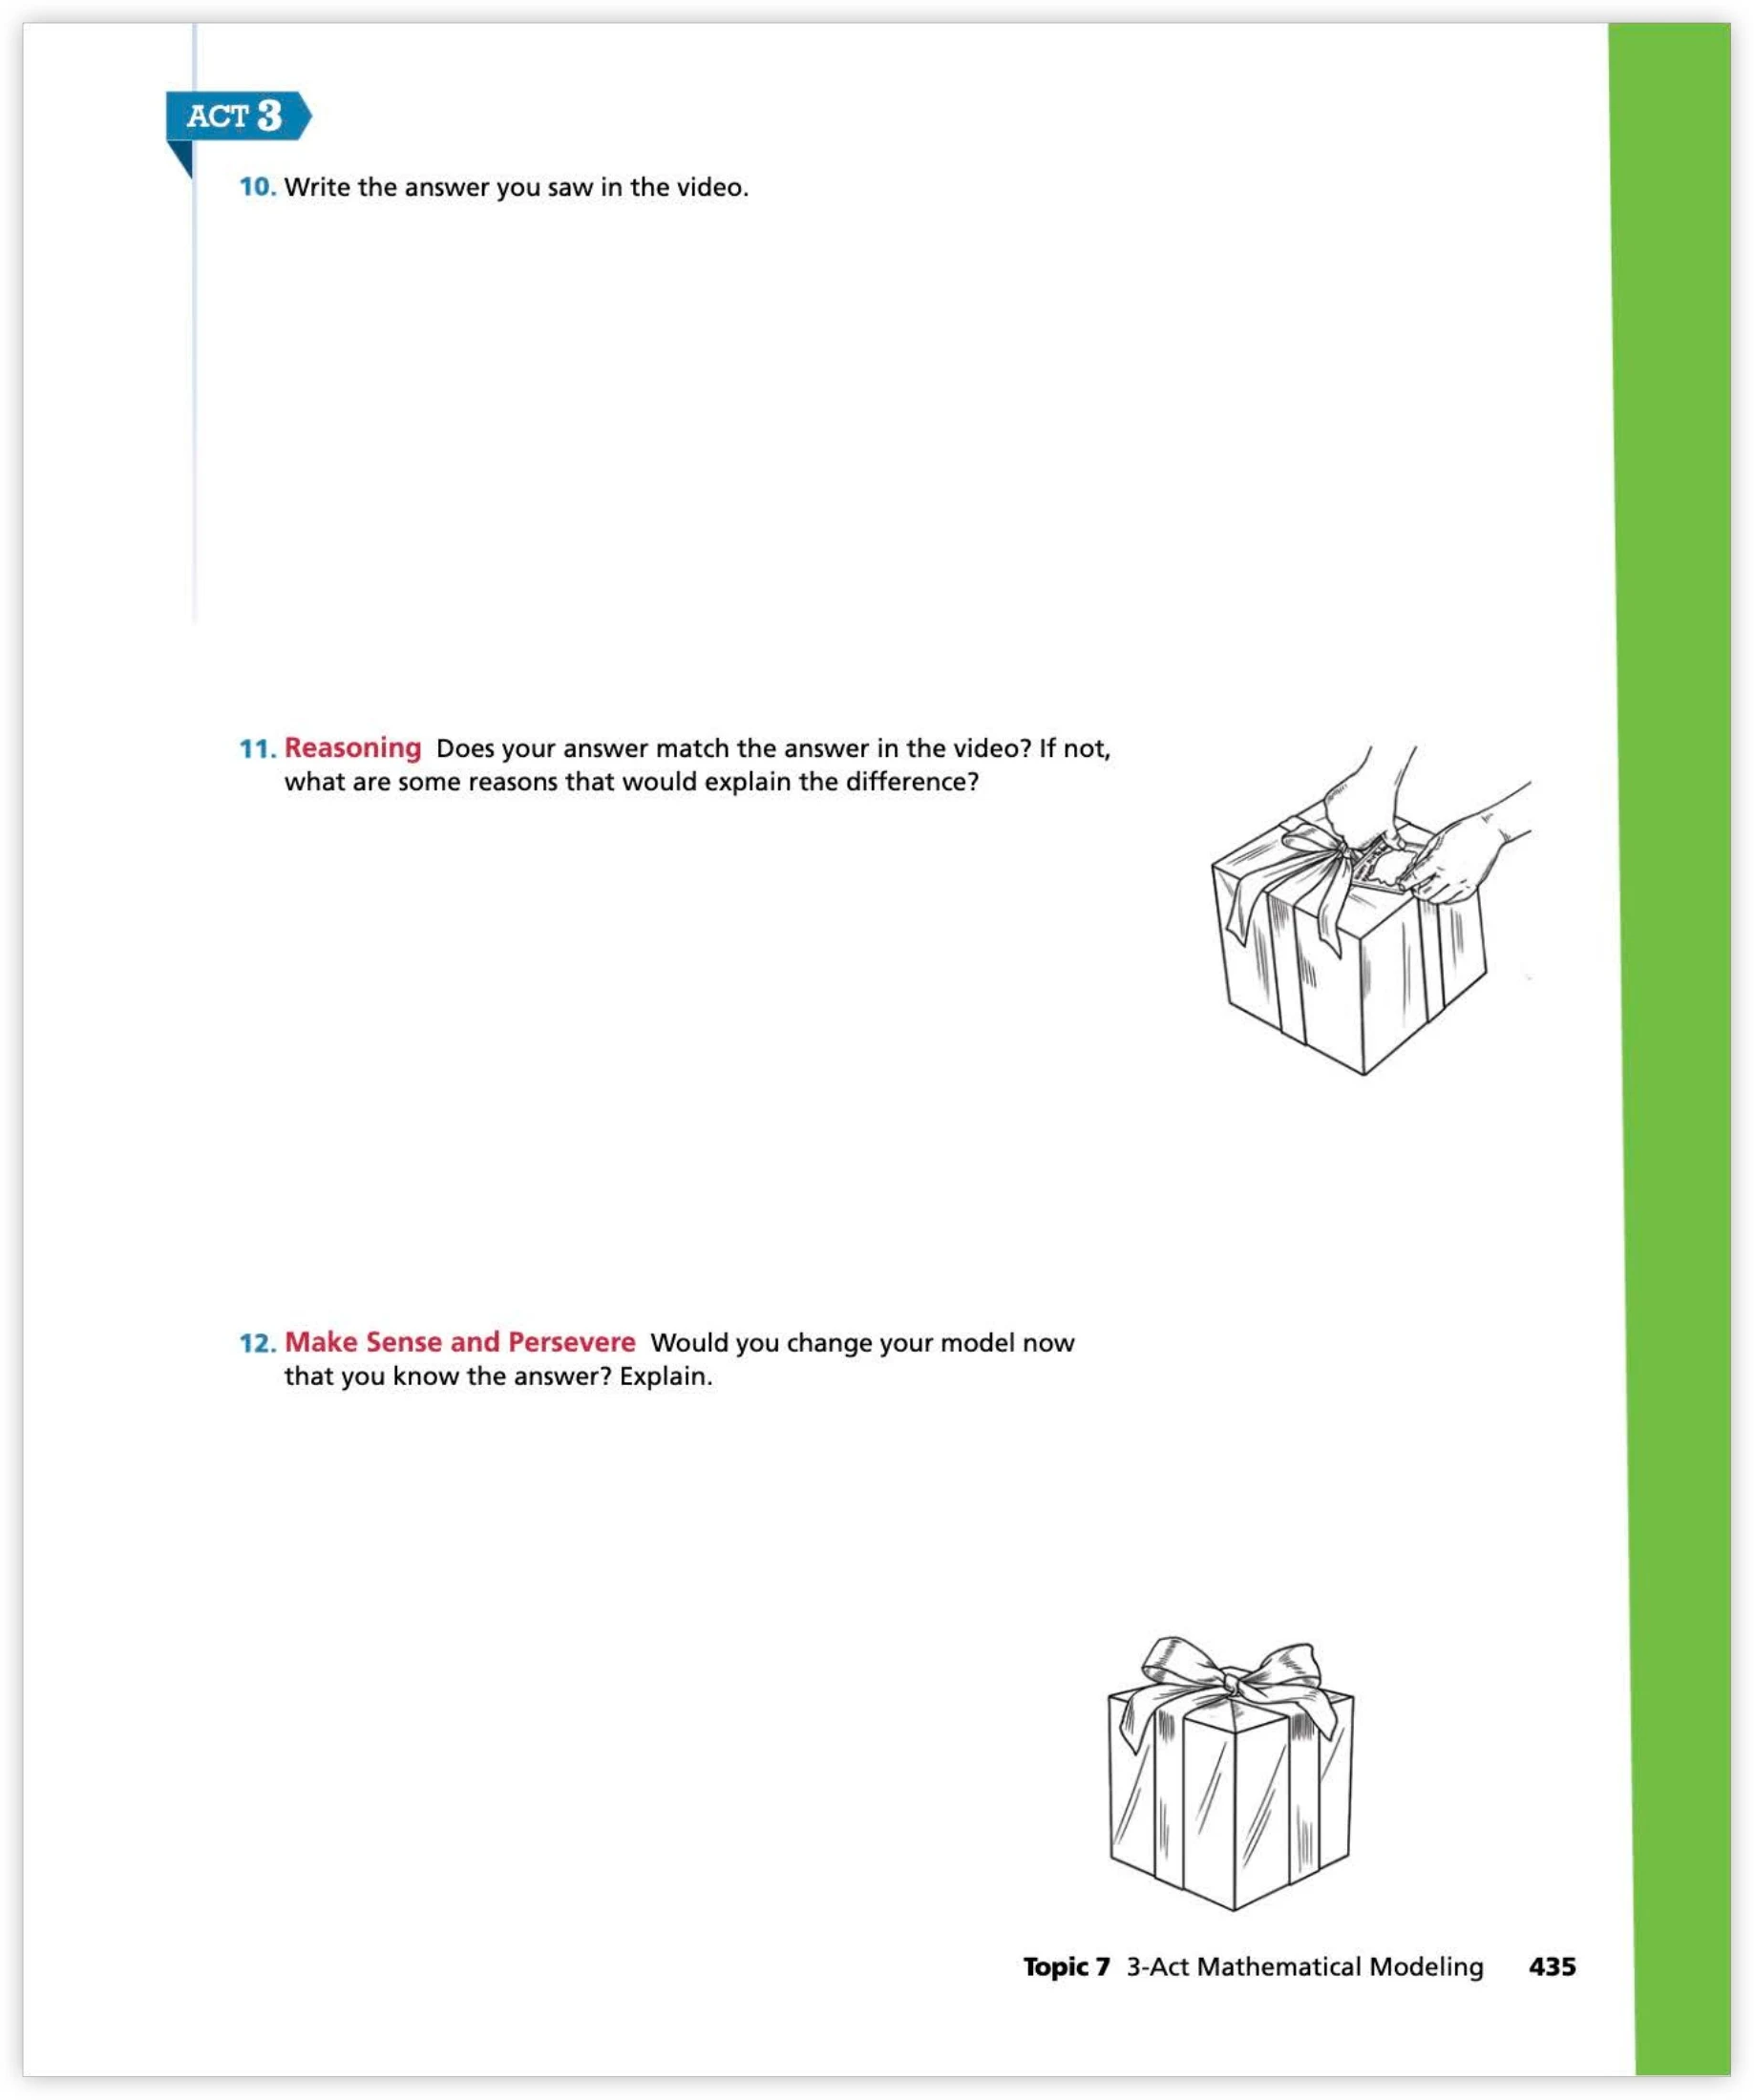 ACT 3
10. Write the answer you saw in the video.
11. Reasoning Does your answer match the answer in the video? If not,
what are some reasons that would explain the difference?
12. Make Sense and Persevere Would you change your model now
that you know the answer? Explain.
Topic 7 3-Act Mathematical Modeling 435